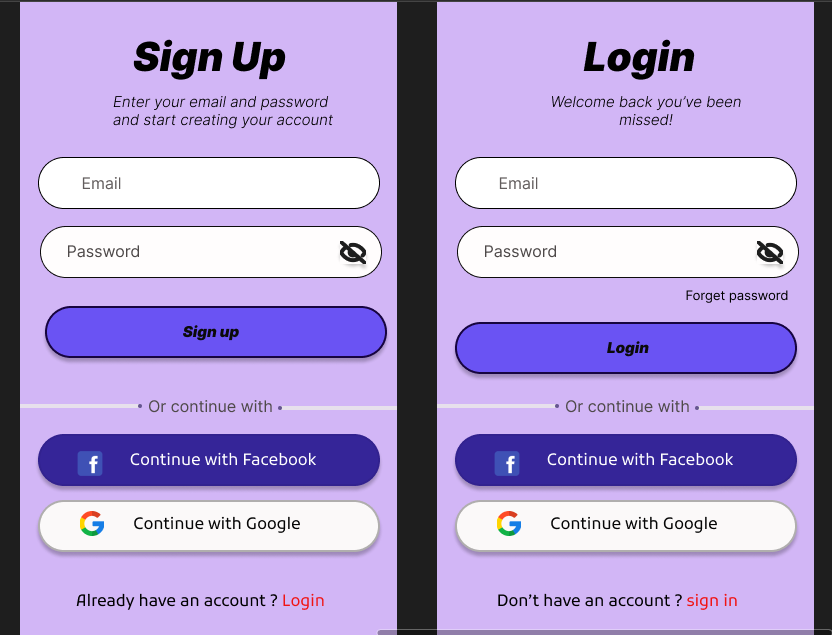 Sign Up
Enter your email and password
and start creating your account
Email
Password
Sign up
Or continue with
f Continue with Facebook
G Continue with Google
Already have an account ? Login
Login
Welcome back you've been
missed!
Email
Password
Forget password
Login
Or continue with
f Continue with Facebook
G Continue with Google
Don't have an account ? sign in